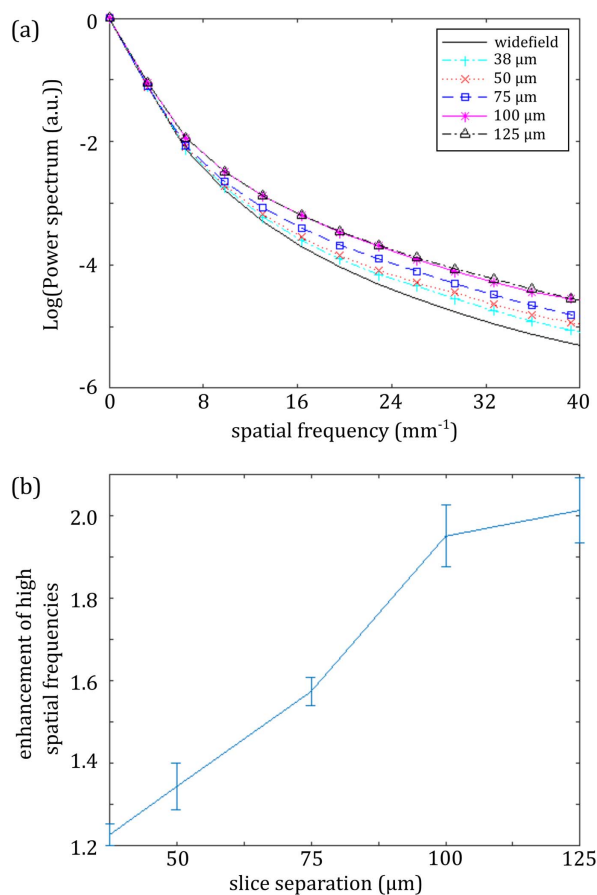 (a)
0
-2
-4
-6
Log(Power spectrum (a.u.))
widefield
38 μm
50 μm
75 μm
100 μm
125 μm
0 8 16 24 32 40
spatial frequency (mm⁻¹)
(b)
2.0
1.8
1.6
1.4
1.2
enhancement of high
spatial frequencies
50 75 100 125
slice separation (μm)